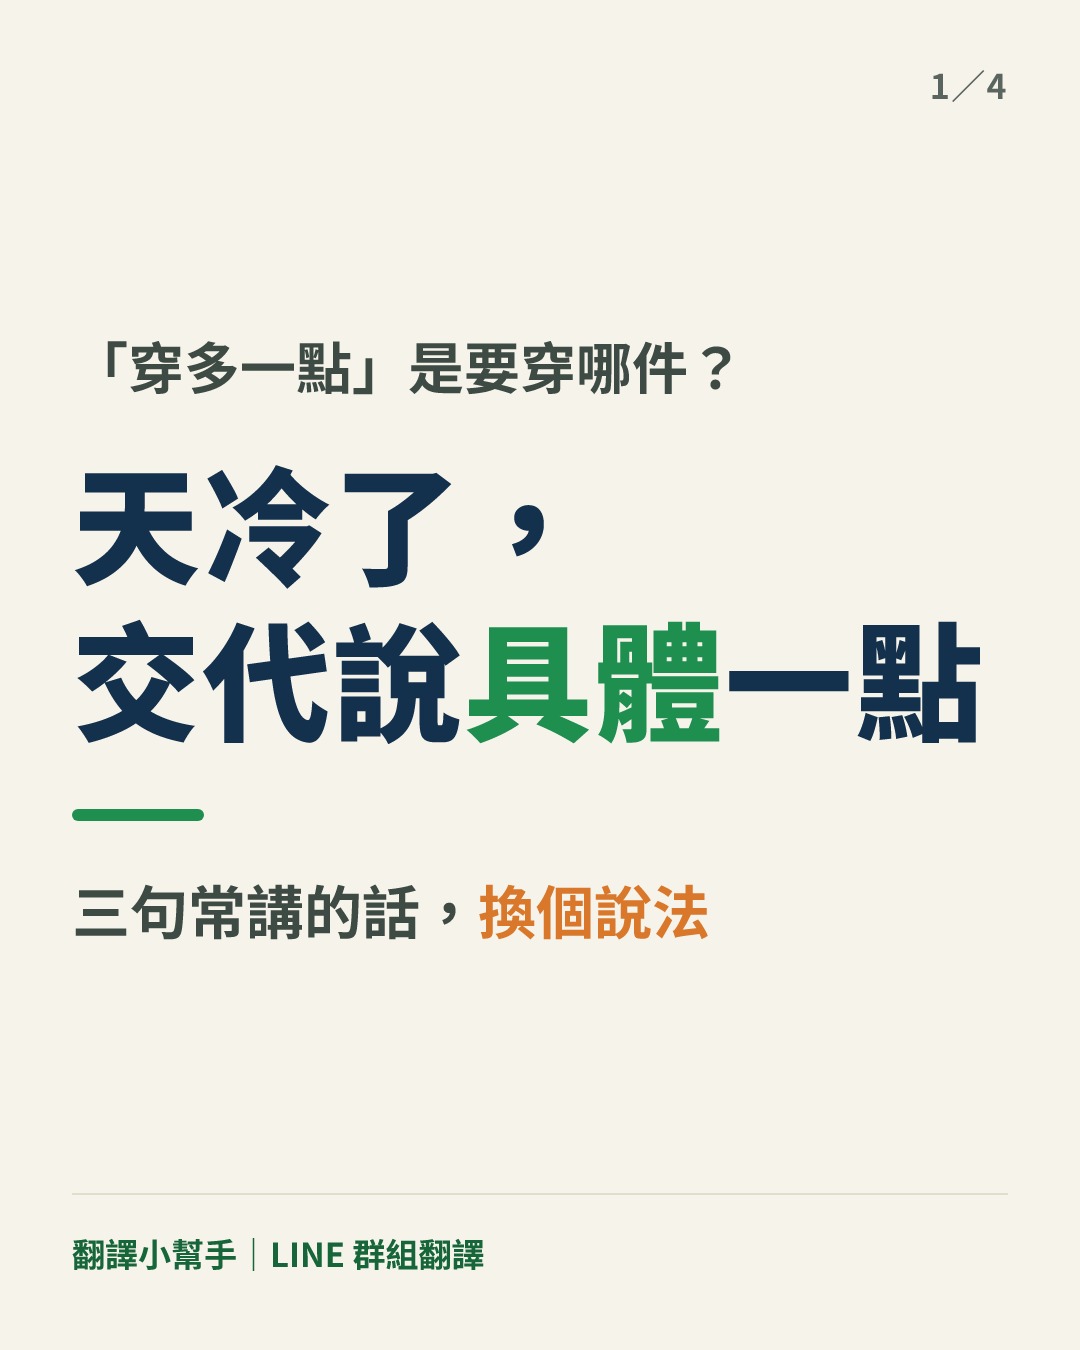 1／4
「穿多一點」是要穿哪件？
天冷了，
交代說具體一點
三句常講的話，換個說法
翻譯小幫手｜LINE 群組翻譯